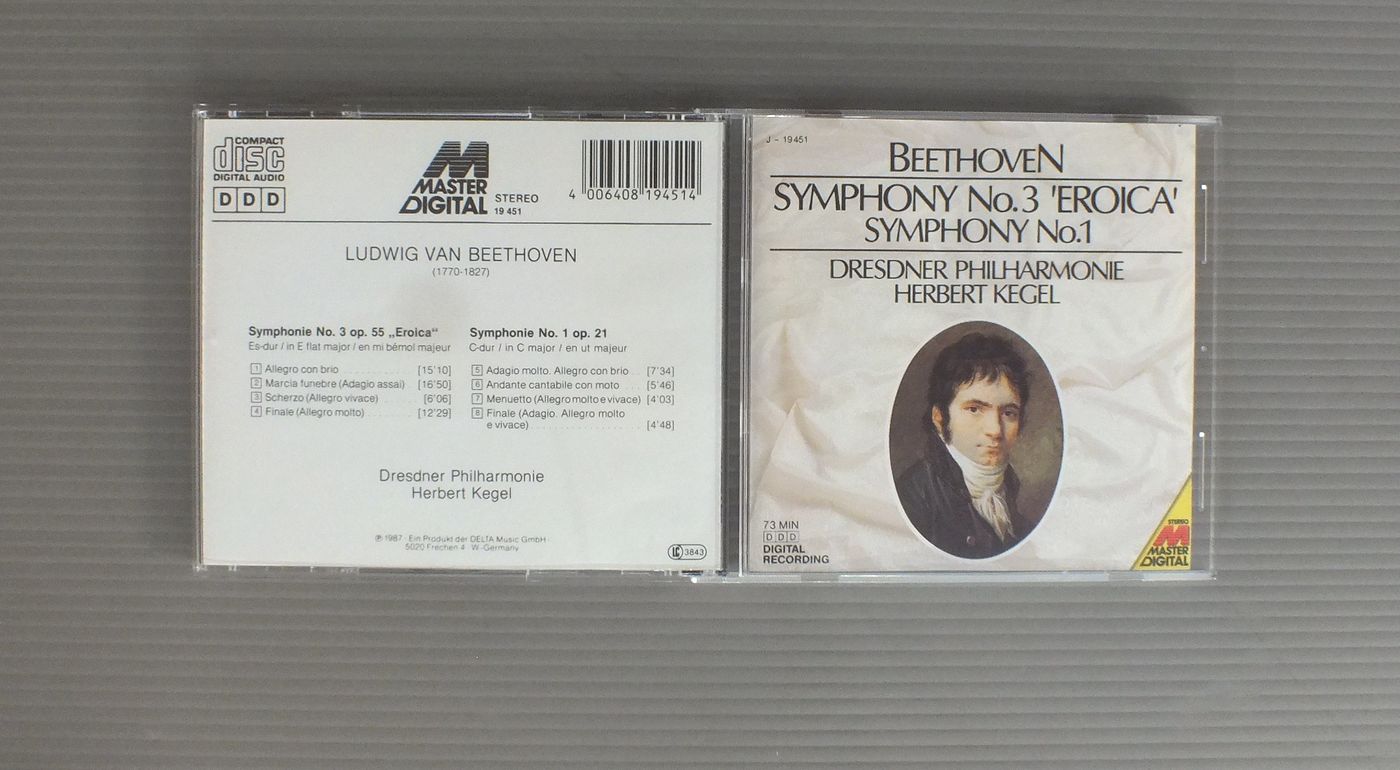 COMPACT
disc
DIGITAL AUDIO
DDD
MASTER
DIGITAL
STEREO
19 451
4 006408 194514
LUDWIG VAN BEETHOVEN
(1770-1827)
Symphonie No. 3 op. 55 „Eroica“
Es-dur / in E flat major / en mi bémol majeur
1 Allegro con brio .......... [15'10]
2 Marcia funebre (Adagio assai) . [16'50]
3 Scherzo (Allegro vivace) ..... [6'06]
4 Finale (Allegro molto) ...... [12'29]
Symphonie No. 1 op. 21
C-dur / in C major / en ut majeur
5 Adagio molto. Allegro con brio .. [7'34]
6 Andante cantabile con moto ... [5'46]
7 Menuetto (Allegro molto e vivace) [4'03]
8 Finale (Adagio. Allegro molto
e vivace) .................. [4'48]
Dresdner Philharmonie
Herbert Kegel
℗ 1987 · Ein Produkt der DELTA Music GmbH ·
5020 Frechen 4 · W-Germany
LC 3843
J - 19451
BEETHOVEN
SYMPHONY No.3 'EROICA'
SYMPHONY No.1
DRESDNER PHILHARMONIE
HERBERT KEGEL
73 MIN
DDD
DIGITAL
RECORDING
STEREO
M
MASTER
DIGITAL